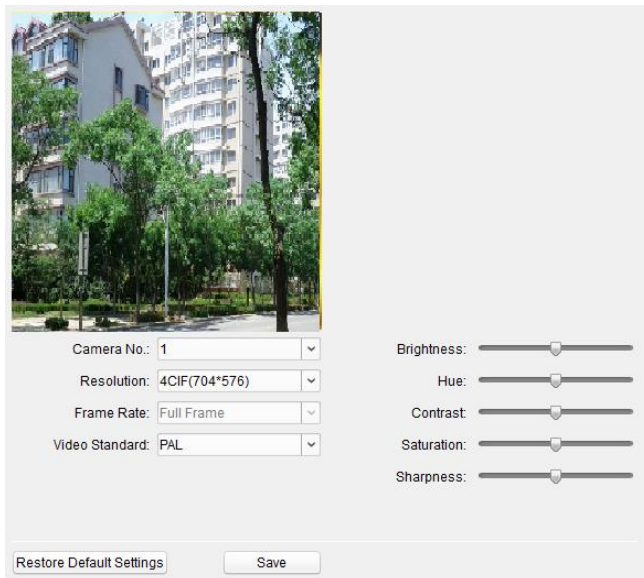 Camera No.: 1
Resolution: 4CIF(704*576)
Frame Rate: Full Frame
Video Standard: PAL
Brightness:
Hue:
Contrast:
Saturation:
Sharpness:
Restore Default Settings
Save